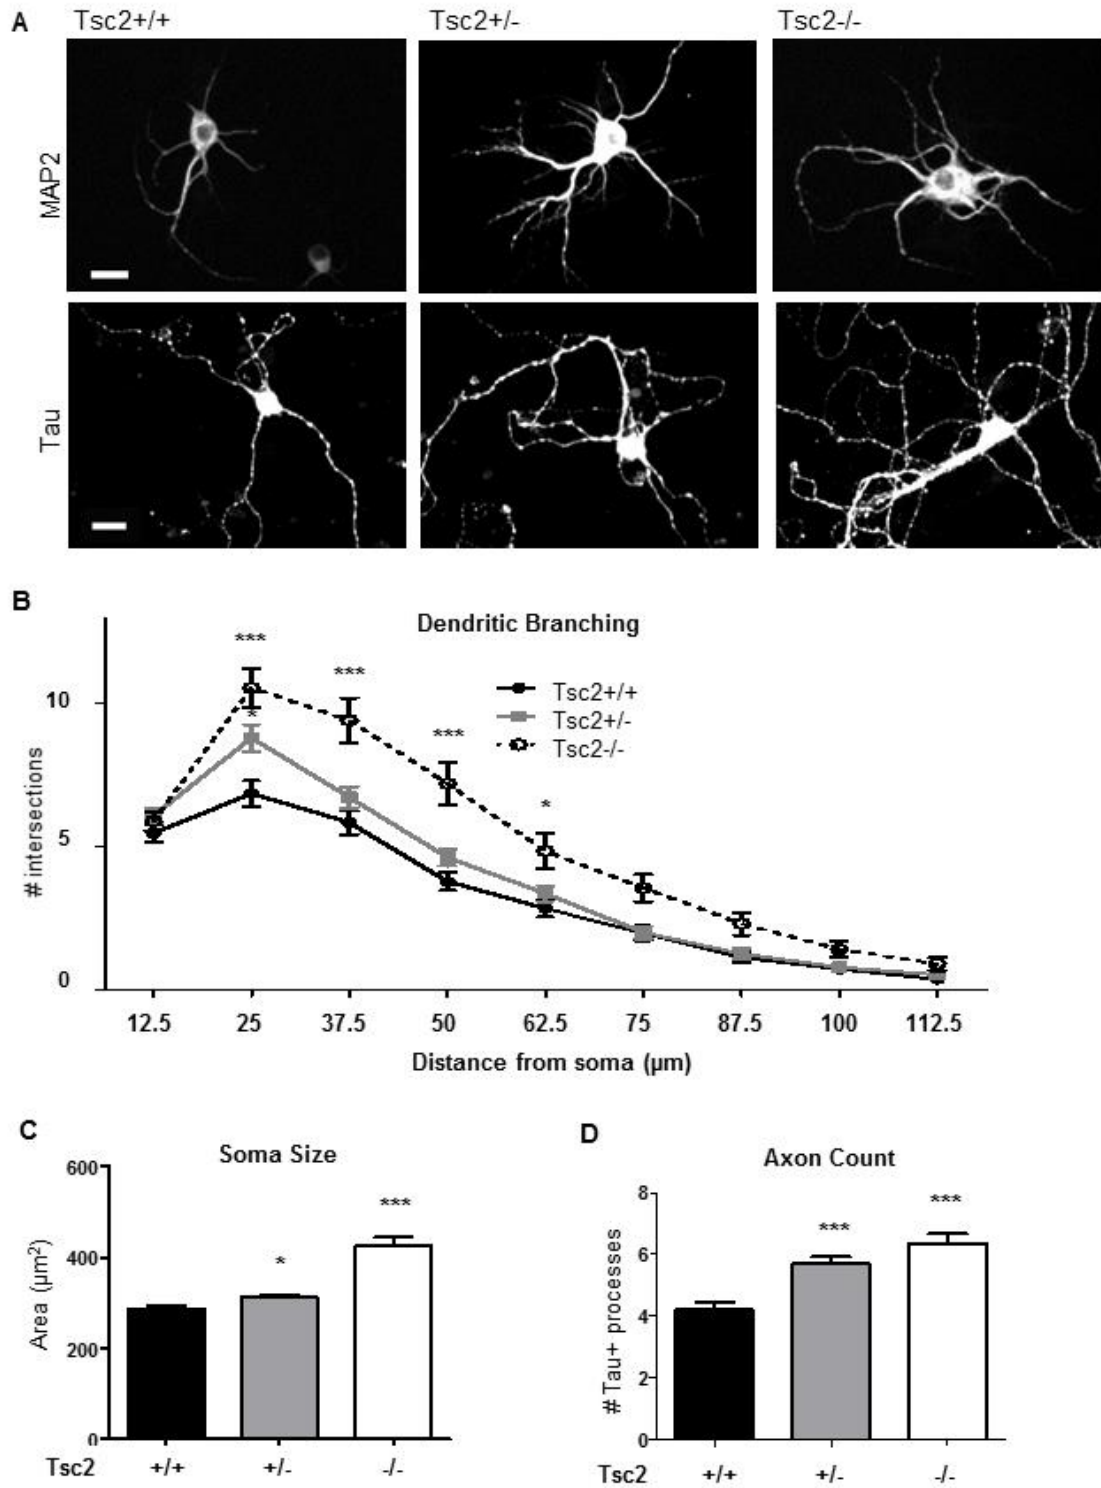 A
Tsc2+/+ Tsc2+/- Tsc2-/-
MAP2
Tau
B
Dendritic Branching
***
***
***
*
*
Tsc2+/+
Tsc2+/-
Tsc2-/-
# intersections
10
5
0
12.5 25 37.5 50 62.5 75 87.5 100 112.5
Distance from soma (µm)
C
Soma Size
Area (µm²)
600
400
200
0
*
***
Tsc2 +/+ +/- -/-
D
Axon Count
# Tau+ processes
8
6
4
2
0
***
***
Tsc2 +/+ +/- -/-